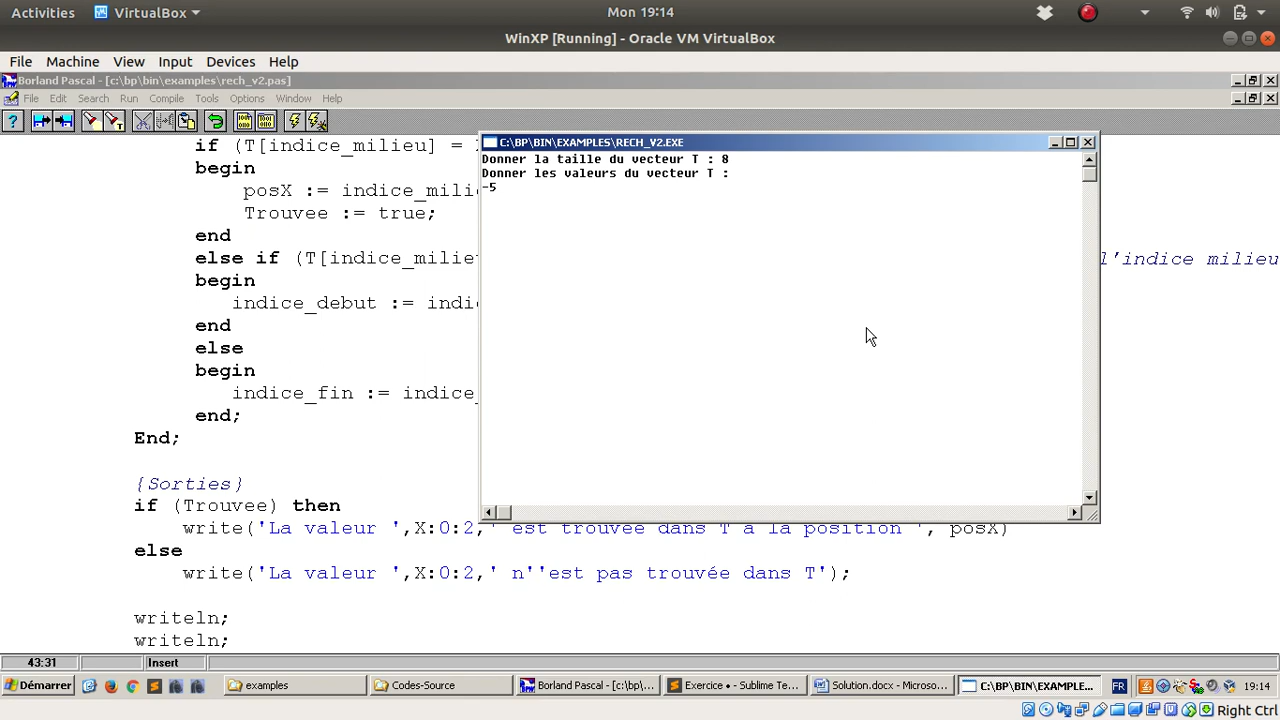 Activities VirtualBox Mon 19:14
WinXP [Running] - Oracle VM VirtualBox
File Machine View Input Devices Help
Borland Pascal - [c:\bp\bin\examples\rech_v2.pas]
File Edit Search Run Compile Tools Options Window Help
if (T[indice_milieu] =
begin
posX := indice_mili
Trouvee := true;
end
else if (T[indice_milie l'indice milieu
begin
indice_debut := indi
end
else
begin
indice_fin := indice_
end;
End;
{Sorties}
if (Trouvee) then
write('La valeur ',X:0:2,' est trouvée dans T à la position ', posX)
else
write('La valeur ',X:0:2,' n''est pas trouvée dans T');
writeln;
writeln;
C:\BP\BIN\EXAMPLES\RECH_V2.EXE
Donner la taille du vecteur T : 8
Donner les valeurs du vecteur T :
-5
43:31 Insert
Démarrer examples Codes-Source Borland Pascal - [c:\bp\... Exercice • - Sublime Te... Solution.docx - Microso... C:\BP\BIN\EXAMPLE... FR 19:14
Right Ctrl